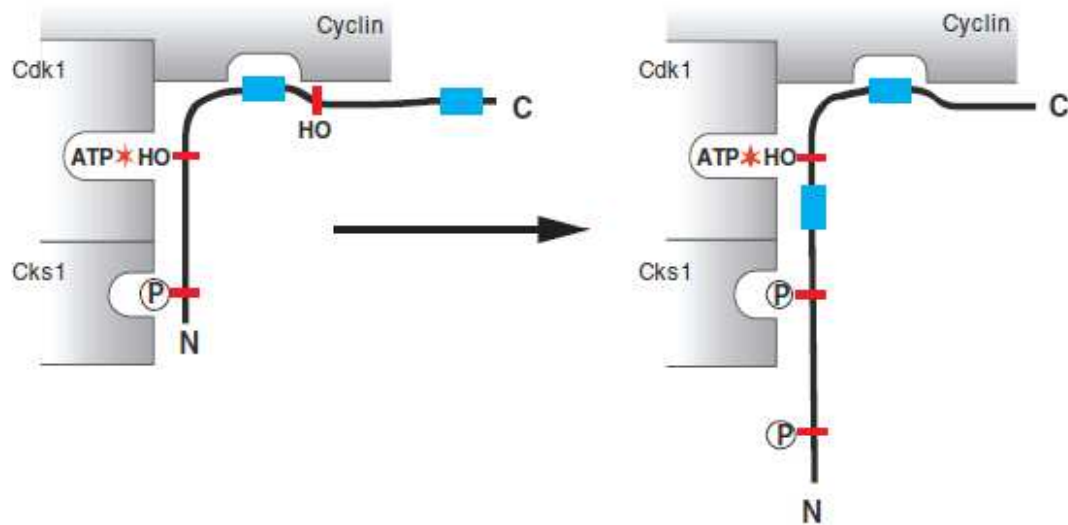 Cyclin
Cdk1
C
HO
ATP HO
Cks1
P
N
Cyclin
Cdk1
C
ATP HO
Cks1
P
P
N